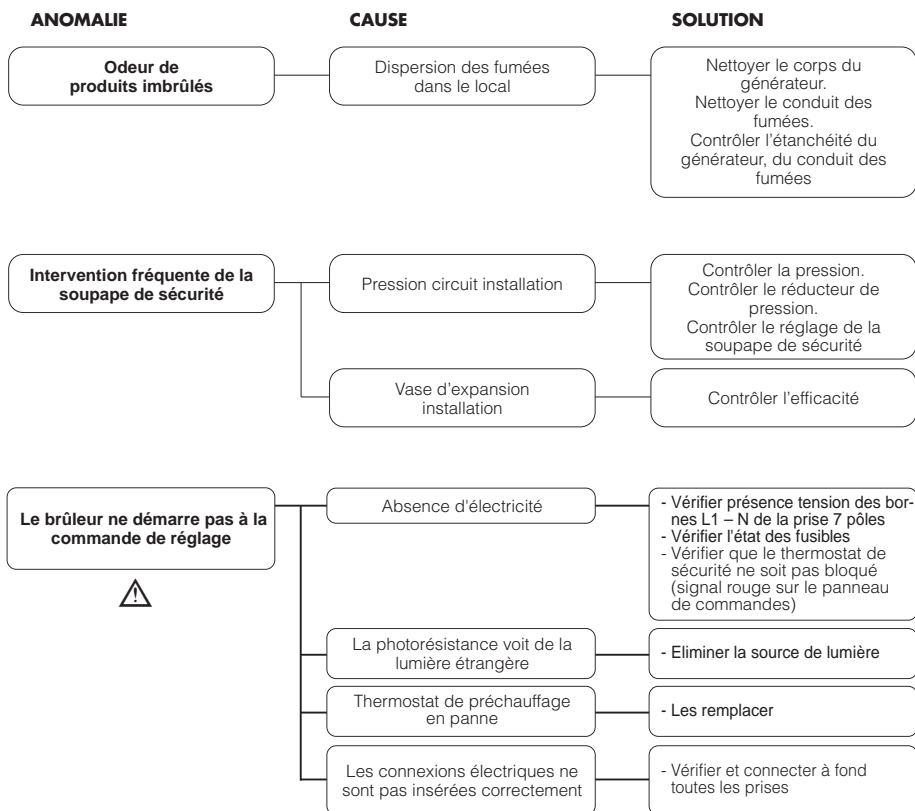 ANOMALIE
CAUSE
SOLUTION
Odeur de
produits imbrûlés
Dispersion des fumées
dans le local
Nettoyer le corps du
générateur.
Nettoyer le conduit des
fumées.
Contrôler l'étanchéité du
générateur, du conduit des
fumées
Intervention fréquente de la
soupape de sécurité
Pression circuit installation
Contrôler la pression.
Contrôler le réducteur de
pression.
Contrôler le réglage de la
soupape de sécurité
Vase d'expansion
installation
Contrôler l'efficacité
Le brûleur ne démarre pas à la
commande de réglage
Absence d'électricité
- Vérifier présence tension des bor-
nes L1 – N de la prise 7 pôles
- Vérifier l'état des fusibles
- Vérifier que le thermostat de
sécurité ne soit pas bloqué
(signal rouge sur le panneau
de commandes)
La photorésistance voit de la
lumière étrangère
- Eliminer la source de lumière
Thermostat de préchauffage
en panne
- Les remplacer
Les connexions électriques ne
sont pas insérées correctement
- Vérifier et connecter à fond
toutes les prises